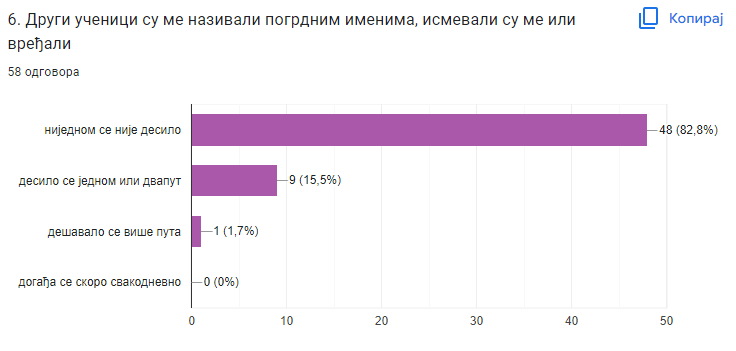 6. Други ученици су ме називали погрдним именима, исмевали су ме или
вређали
Копирај
58 одговора
ниједном се није десило
48 (82,8%)
десило се једном или двапут
9 (15,5%)
дешавало се више пута
1 (1,7%)
догађа се скоро свакодневно
0 (0%)
0 10 20 30 40 50